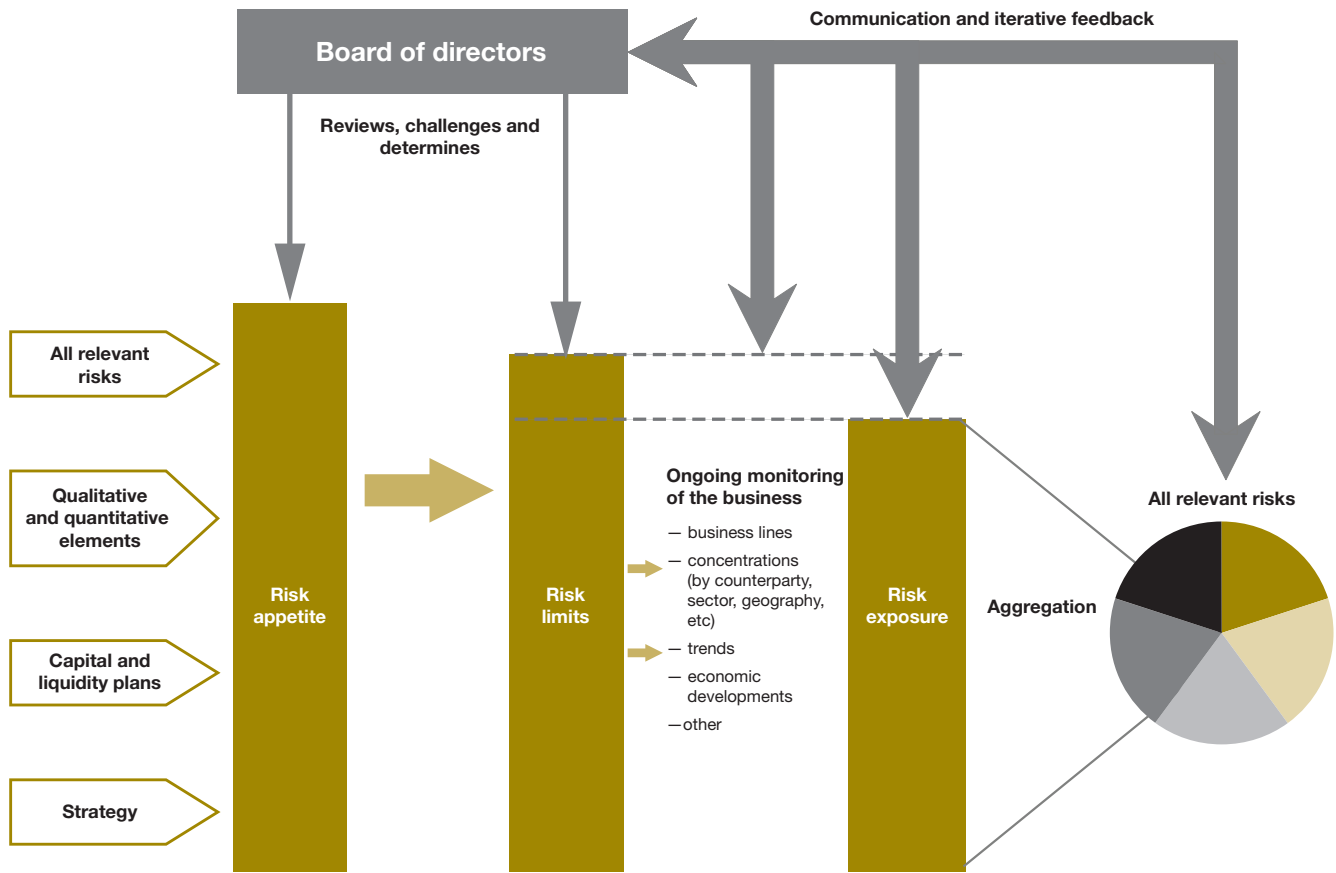 Communication and iterative feedback
Board of directors
Reviews, challenges and
determines
All relevant
risks
Qualitative
and quantitative
elements
Capital and
liquidity plans
Strategy
Risk
appetite
Risk
limits
Ongoing monitoring
of the business
— business lines
— concentrations
(by counterparty,
sector, geography,
etc)
— trends
— economic
developments
—other
Risk
exposure
Aggregation
All relevant risks